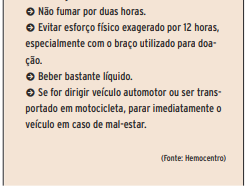 ➲ Não fumar por duas horas.
➲ Evitar esforço físico exagerado por 12 horas,
especialmente com o braço utilizado para doa-
ção.
➲ Beber bastante líquido.
➲ Se for dirigir veículo automotor ou ser trans-
portado em motocicleta, parar imediatamente o
veículo em caso de mal-estar.
(Fonte: Hemocentro)